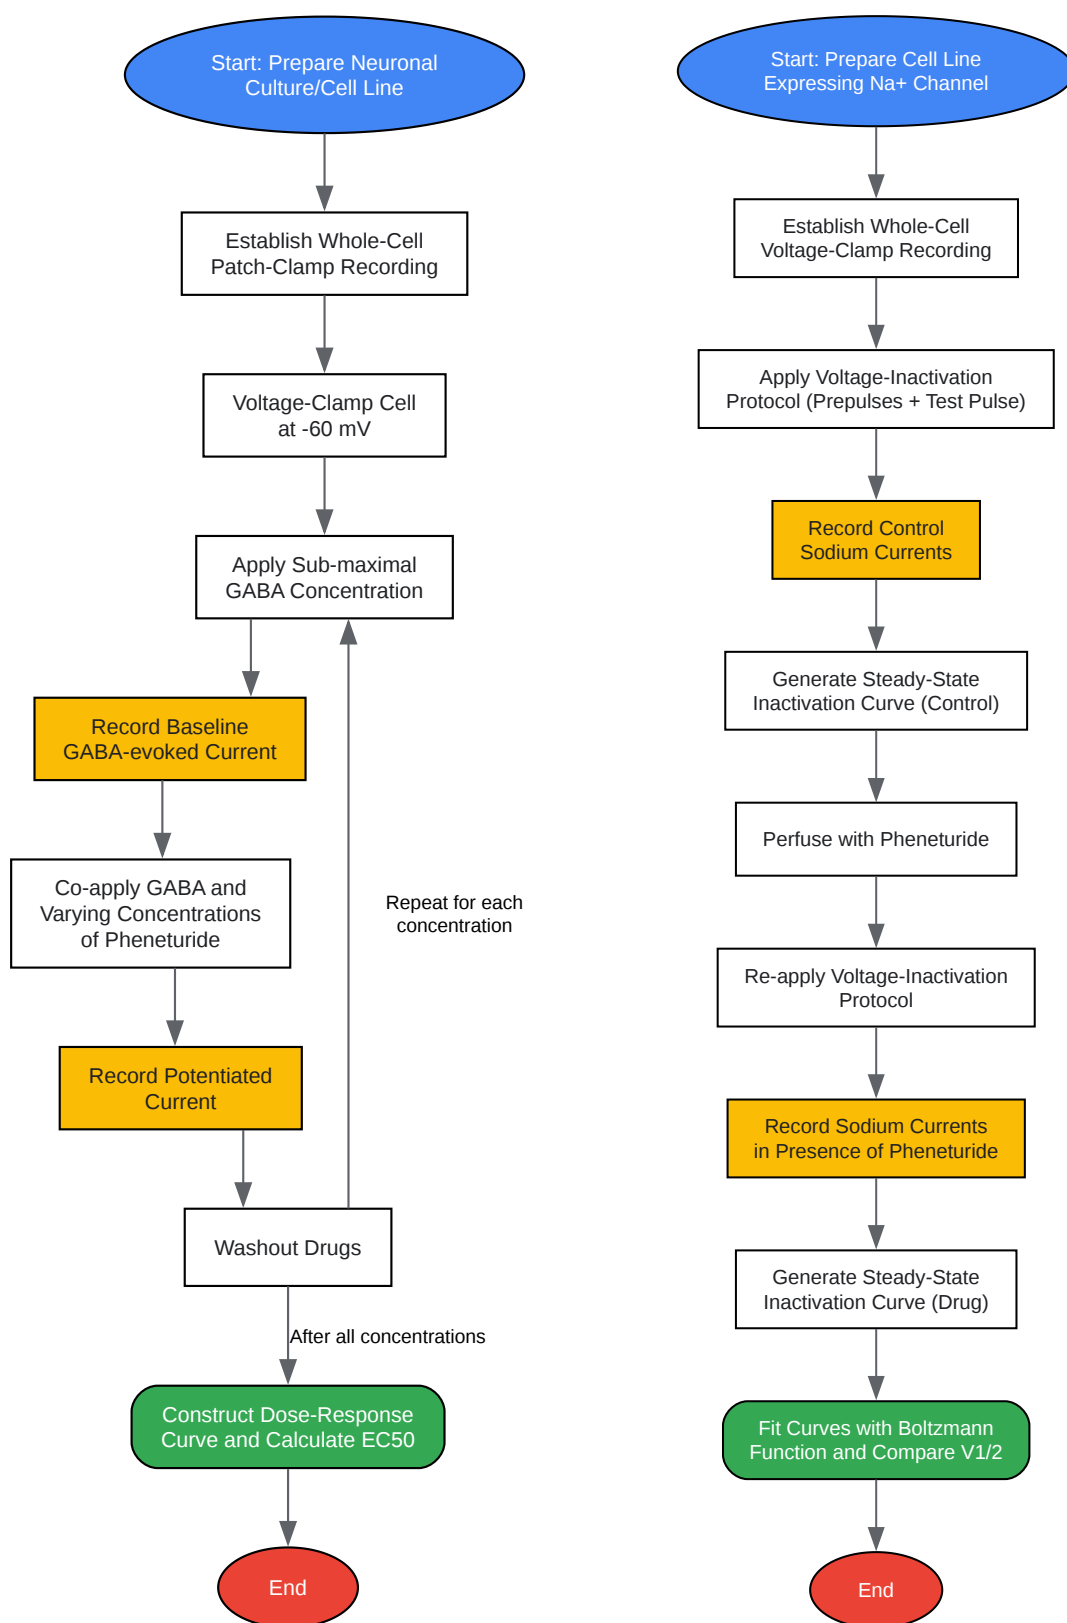 Start: Prepare Neuronal
Culture/Cell Line
Establish Whole-Cell
Patch-Clamp Recording
Voltage-Clamp Cell
at -60 mV
Apply Sub-maximal
GABA Concentration
Record Baseline
GABA-evoked Current
Co-apply GABA and
Varying Concentrations
of Pheneturide
Repeat for each
concentration
Record Potentiated
Current
Washout Drugs
After all concentrations
Construct Dose-Response
Curve and Calculate EC50
End
Start: Prepare Cell Line
Expressing Na+ Channel
Establish Whole-Cell
Voltage-Clamp Recording
Apply Voltage-Inactivation
Protocol (Prepulses + Test Pulse)
Record Control
Sodium Currents
Generate Steady-State
Inactivation Curve (Control)
Perfuse with Pheneturide
Re-apply Voltage-Inactivation
Protocol
Record Sodium Currents
in Presence of Pheneturide
Generate Steady-State
Inactivation Curve (Drug)
Fit Curves with Boltzmann
Function and Compare V1/2
End